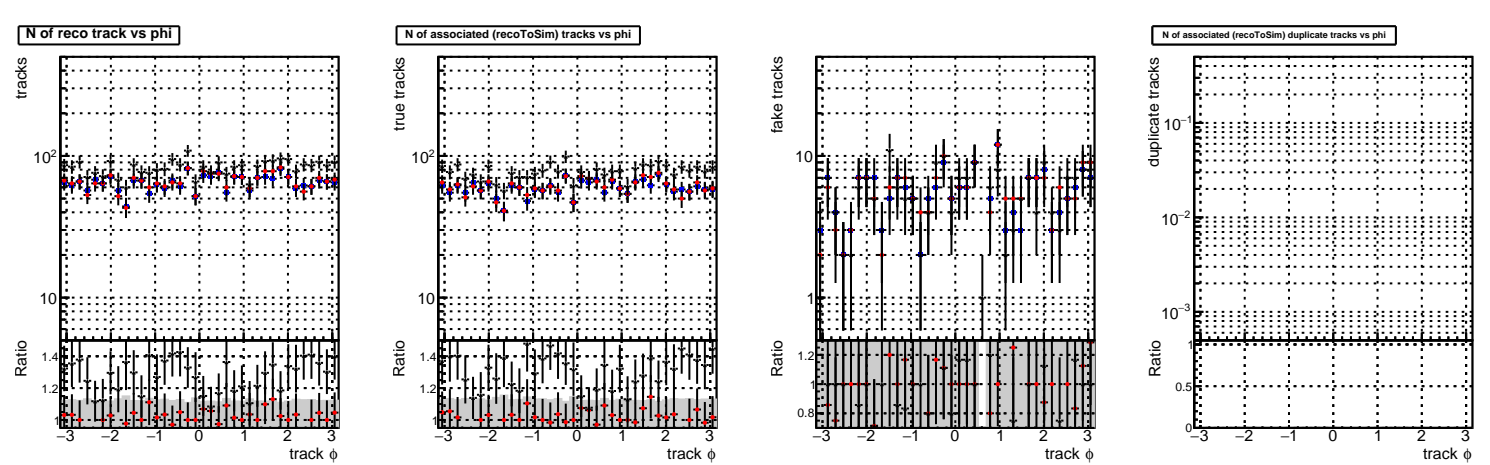 N of reco track vs phi
tracks
10²
10
Ratio
1.4
1.2
1
−3 −2 −1 0 1 2 3
track ϕ
N of associated (recoToSim) tracks vs phi
true tracks
10²
10
Ratio
1.4
1.2
1
−3 −2 −1 0 1 2 3
track ϕ
fake tracks
10
1
Ratio
1.2
1
0.8
−3 −2 −1 0 1 2 3
track ϕ
N of associated (recoToSim) duplicate tracks vs phi
duplicate tracks
10⁻¹
10⁻²
10⁻³
Ratio
1
0.5
0
−3 −2 −1 0 1 2 3
track ϕ